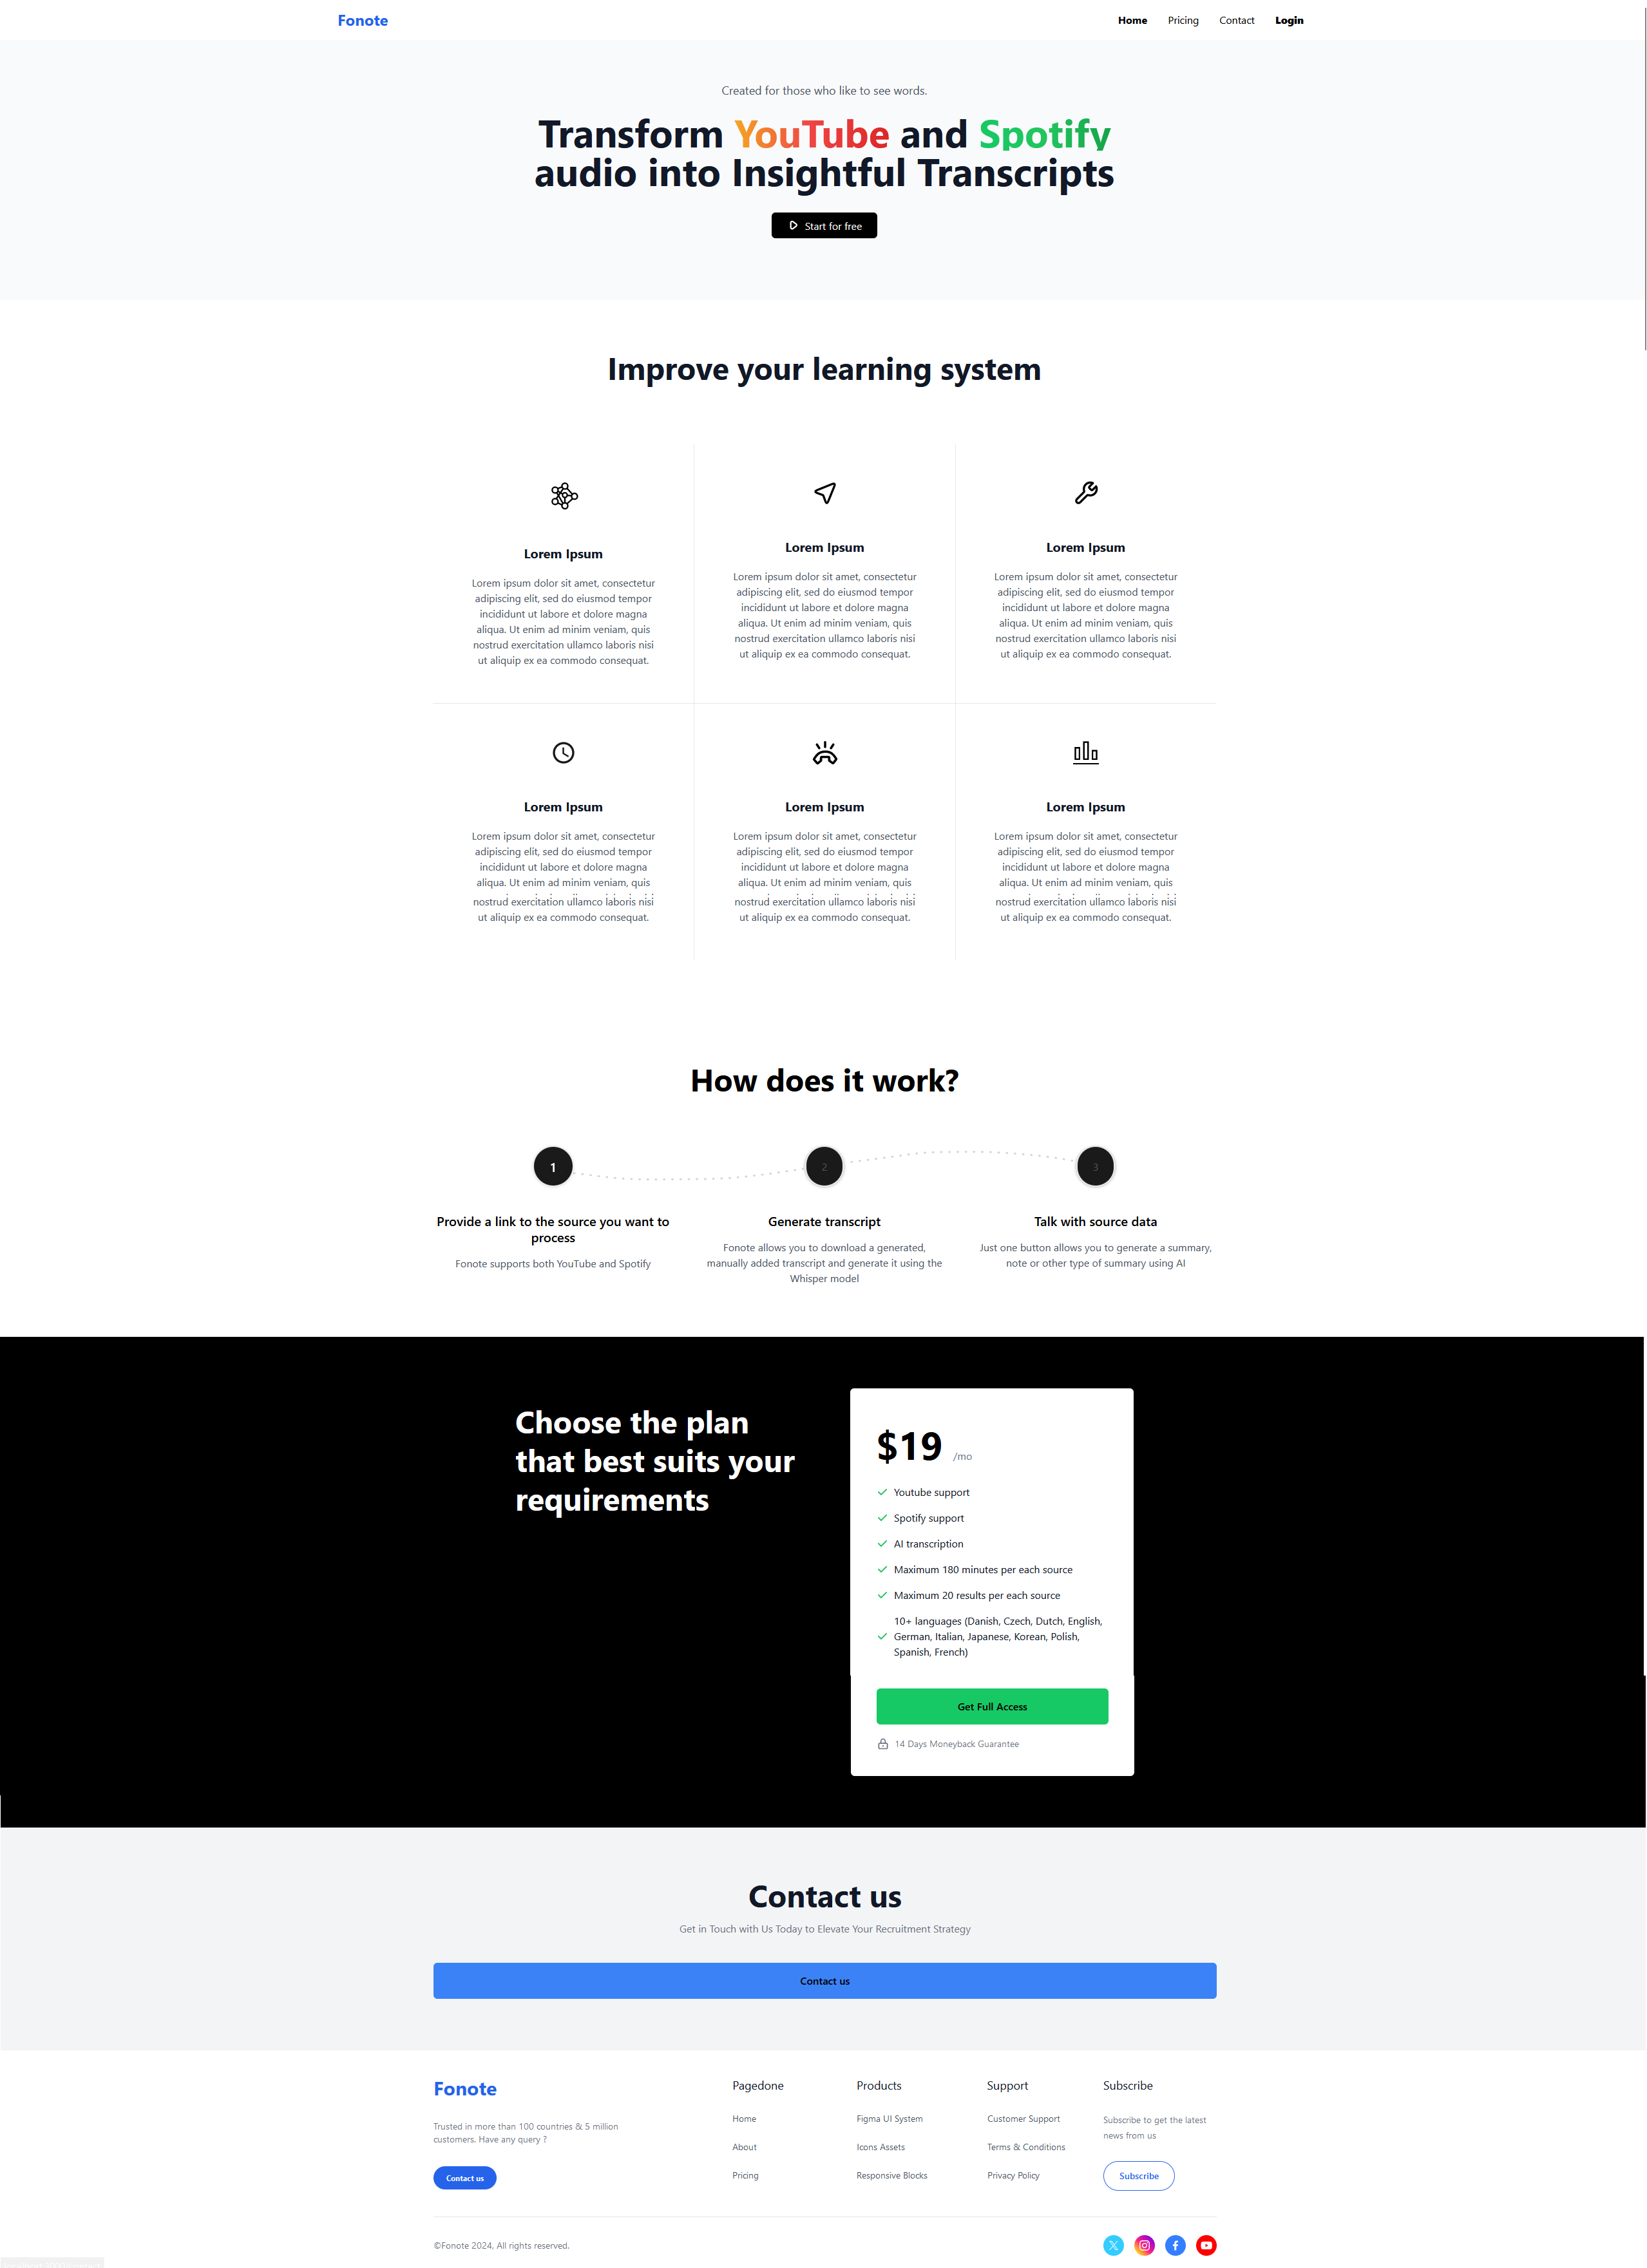 Fonote
Home Pricing Contact Login
Created for those who like to see words.
Transform YouTube and Spotify
audio into Insightful Transcripts
Start for free
Improve your learning system
Lorem Ipsum
Lorem ipsum dolor sit amet, consectetur
adipiscing elit, sed do eiusmod tempor
incididunt ut labore et dolore magna
aliqua. Ut enim ad minim veniam, quis
nostrud exercitation ullamco laboris nisi
ut aliquip ex ea commodo consequat.
Lorem Ipsum
Lorem ipsum dolor sit amet, consectetur
adipiscing elit, sed do eiusmod tempor
incididunt ut labore et dolore magna
aliqua. Ut enim ad minim veniam, quis
nostrud exercitation ullamco laboris nisi
ut aliquip ex ea commodo consequat.
Lorem Ipsum
Lorem ipsum dolor sit amet, consectetur
adipiscing elit, sed do eiusmod tempor
incididunt ut labore et dolore magna
aliqua. Ut enim ad minim veniam, quis
nostrud exercitation ullamco laboris nisi
ut aliquip ex ea commodo consequat.
Lorem Ipsum
Lorem ipsum dolor sit amet, consectetur
adipiscing elit, sed do eiusmod tempor
incididunt ut labore et dolore magna
aliqua. Ut enim ad minim veniam, quis
nostrud exercitation ullamco laboris nisi
ut aliquip ex ea commodo consequat.
Lorem Ipsum
Lorem ipsum dolor sit amet, consectetur
adipiscing elit, sed do eiusmod tempor
incididunt ut labore et dolore magna
aliqua. Ut enim ad minim veniam, quis
nostrud exercitation ullamco laboris nisi
ut aliquip ex ea commodo consequat.
Lorem Ipsum
Lorem ipsum dolor sit amet, consectetur
adipiscing elit, sed do eiusmod tempor
incididunt ut labore et dolore magna
aliqua. Ut enim ad minim veniam, quis
nostrud exercitation ullamco laboris nisi
ut aliquip ex ea commodo consequat.
How does it work?
1
Provide a link to the source you want to
process
Fonote supports both YouTube and Spotify
2
Generate transcript
Fonote allows you to download a generated,
manually added transcript and generate it using the
Whisper model
3
Talk with source data
Just one button allows you to generate a summary,
note or other type of summary using AI
Choose the plan
that best suits your
requirements
$19 /mo
Youtube support
Spotify support
AI transcription
Maximum 180 minutes per each source
Maximum 20 results per each source
10+ languages (Danish, Czech, Dutch, English,
German, Italian, Japanese, Korean, Polish,
Spanish, French)
Get Full Access
14 Days Moneyback Guarantee
Contact us
Get in Touch with Us Today to Elevate Your Recruitment Strategy
Contact us
Fonote
Trusted in more than 100 countries & 5 million
customers. Have any query ?
Contact us
Pagedone
Home
About
Pricing
Products
Figma UI System
Icons Assets
Responsive Blocks
Support
Customer Support
Terms & Conditions
Privacy Policy
Subscribe
Subscribe to get the latest
news from us
Subscribe
©Fonote 2024, All rights reserved.